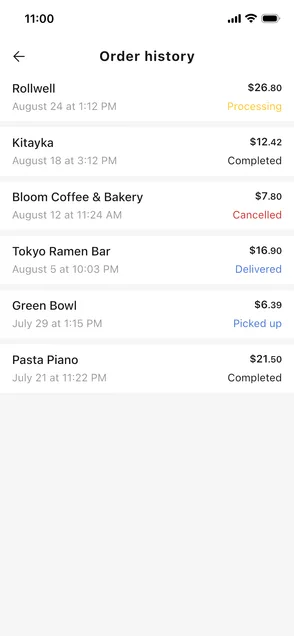 11:00
Order history
Rollwell $26.80
August 24 at 1:12 PM Processing
Kitayka $12.42
August 18 at 3:12 PM Completed
Bloom Coffee & Bakery $7.80
August 12 at 11:24 AM Cancelled
Tokyo Ramen Bar $16.90
August 5 at 10:03 PM Delivered
Green Bowl $6.39
July 29 at 1:15 PM Picked up
Pasta Piano $21.50
July 21 at 11:22 PM Completed